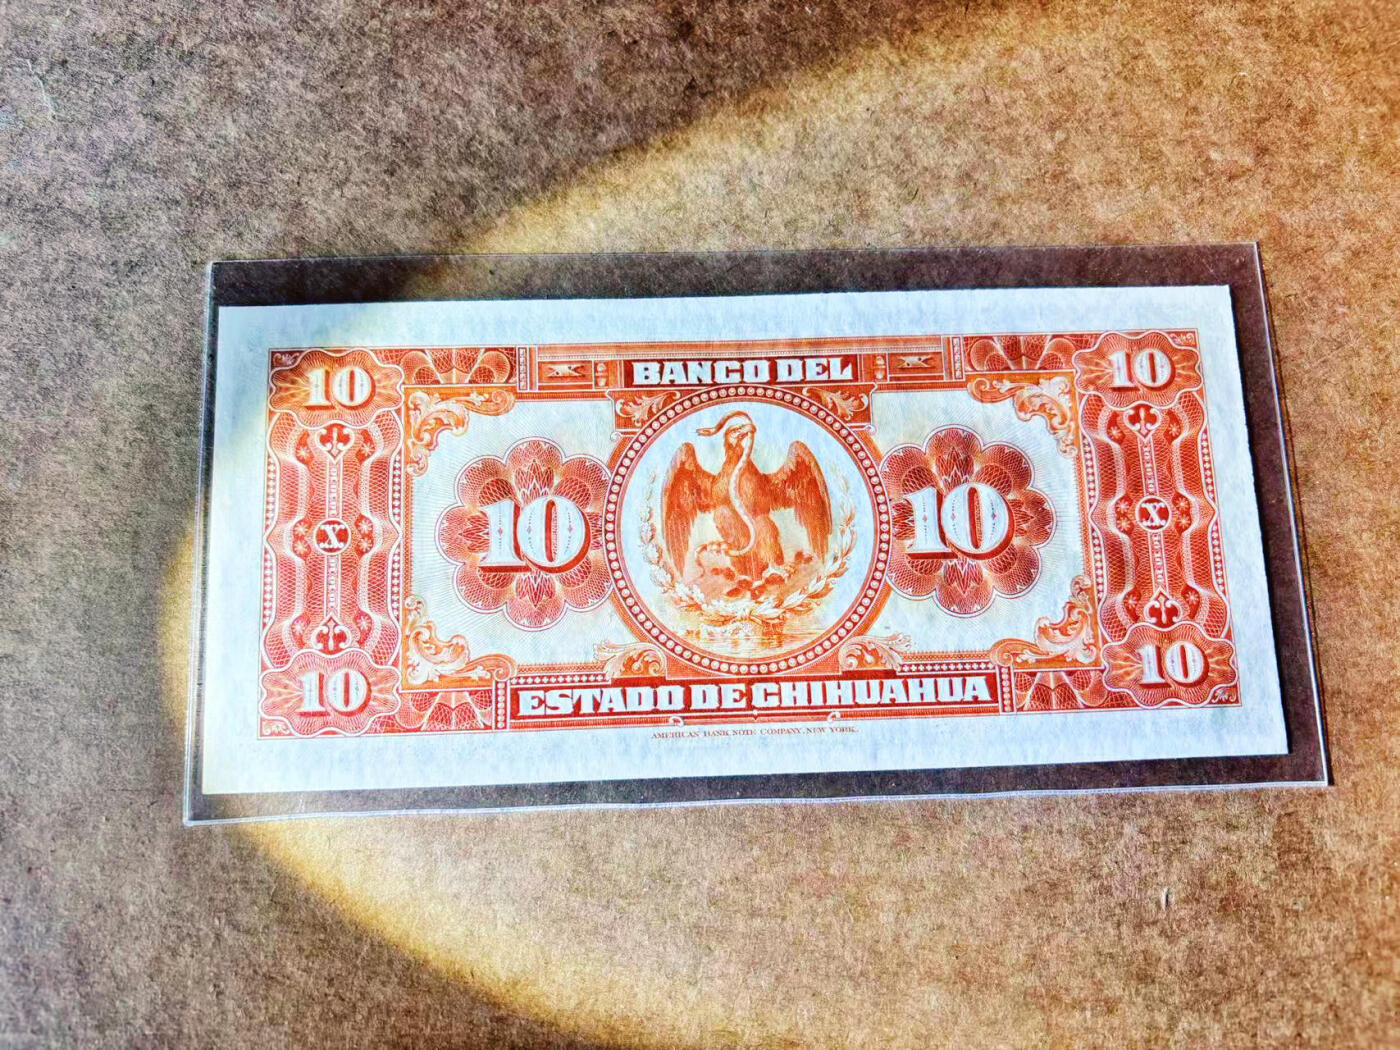 10 BANCO DEL 10
10 10
X X
10 ESTADO DE CHIHUAHUA 10
AMERICAN BANK NOTE COMPANY, NEW YORK.